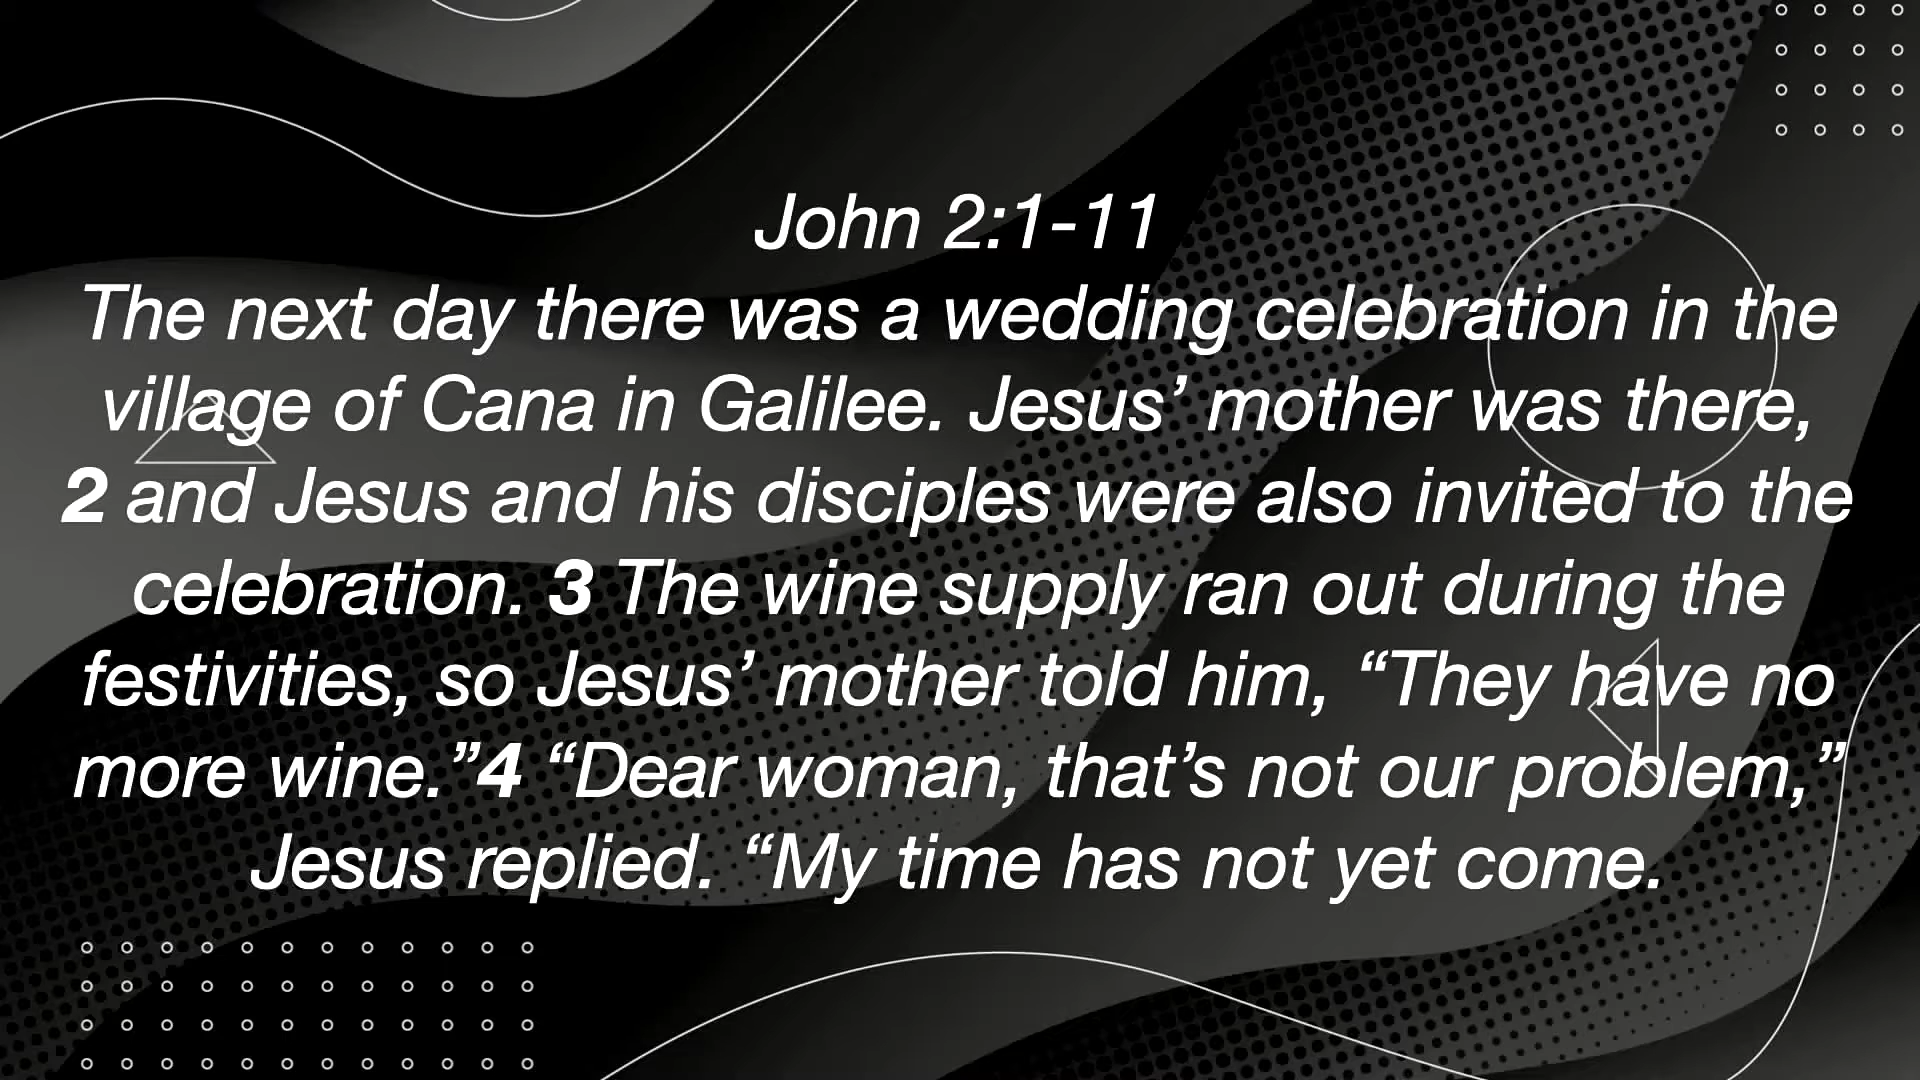 John 2:1-11
The next day there was a wedding celebration in the
village of Cana in Galilee. Jesus’ mother was there,
2 and Jesus and his disciples were also invited to the
celebration. 3 The wine supply ran out during the
festivities, so Jesus’ mother told him, “They have no
more wine.”4 “Dear woman, that’s not our problem,”
Jesus replied. “My time has not yet come.